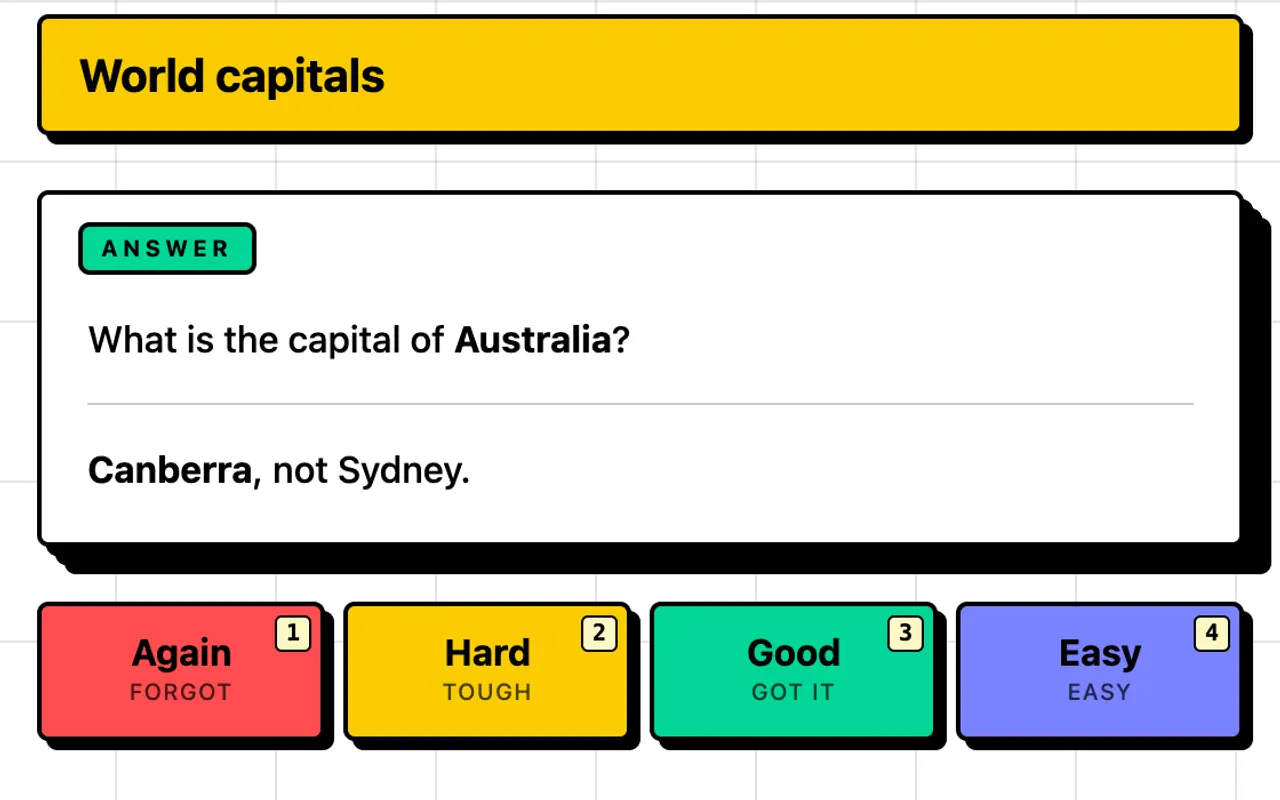 World capitals
ANSWER
What is the capital of Australia?
Canberra, not Sydney.
Again 1
FORGOT
Hard 2
TOUGH
Good 3
GOT IT
Easy 4
EASY